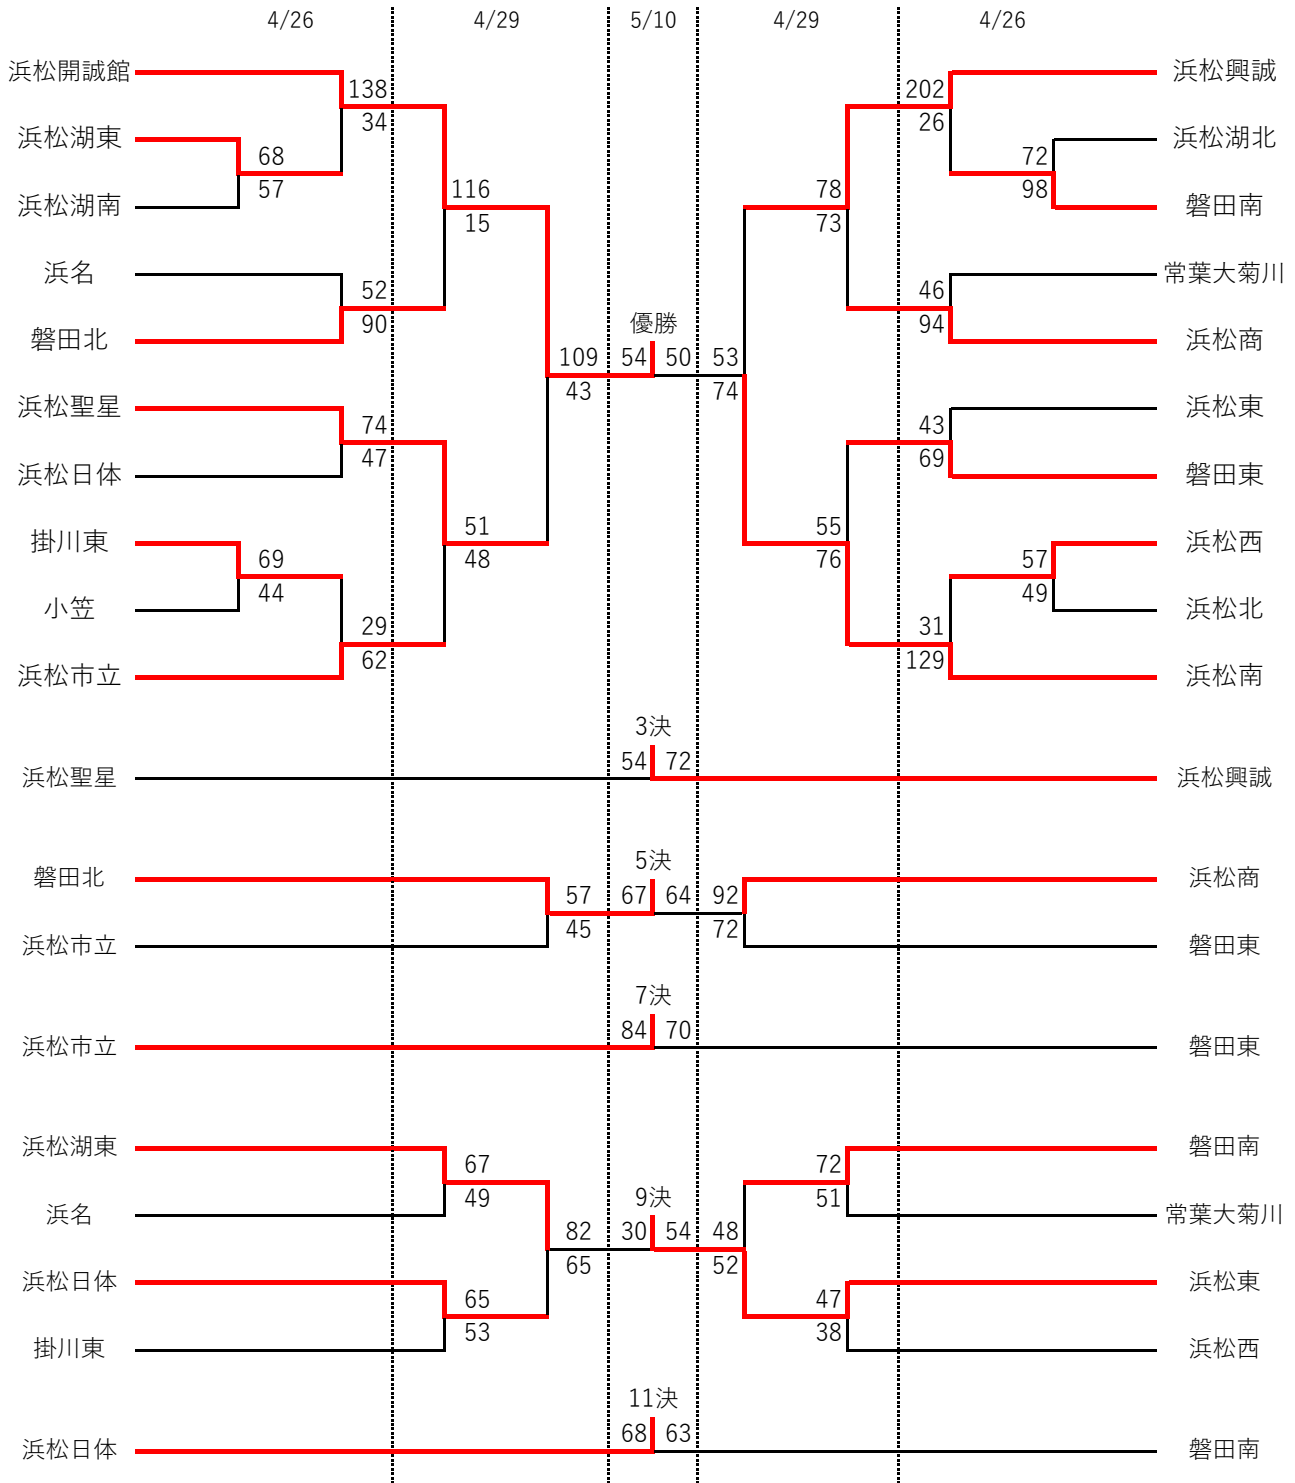 4/26 4/29 5/10 4/29 4/26
浜松開誠館 浜松興誠
138 202
34 26
浜松湖東 浜松湖北
68 72
57 98
浜松湖南 磐田南
116 78
15 73
浜名 常葉大菊川
52 46
90 94
優勝
磐田北 浜松商
109 54 50 53
43 74
浜松聖星 浜松東
74 43
47 69
浜松日体 磐田東
51 55
48 76
掛川東 浜松西
69 57
44 49
小笠 浜松北
29 31
62 129
浜松市立 浜松南
3決
54 72
浜松聖星 浜松興誠
5決
磐田北 浜松商
57 67 64 92
45 72
浜松市立 磐田東
7決
84 70
浜松市立 磐田東
浜松湖東 磐田南
67 72
49 51
9決
浜名 常葉大菊川
82 30 54 48
65 52
浜松日体 浜松東
65 47
53 38
掛川東 浜松西
11決
68 63
浜松日体 磐田南